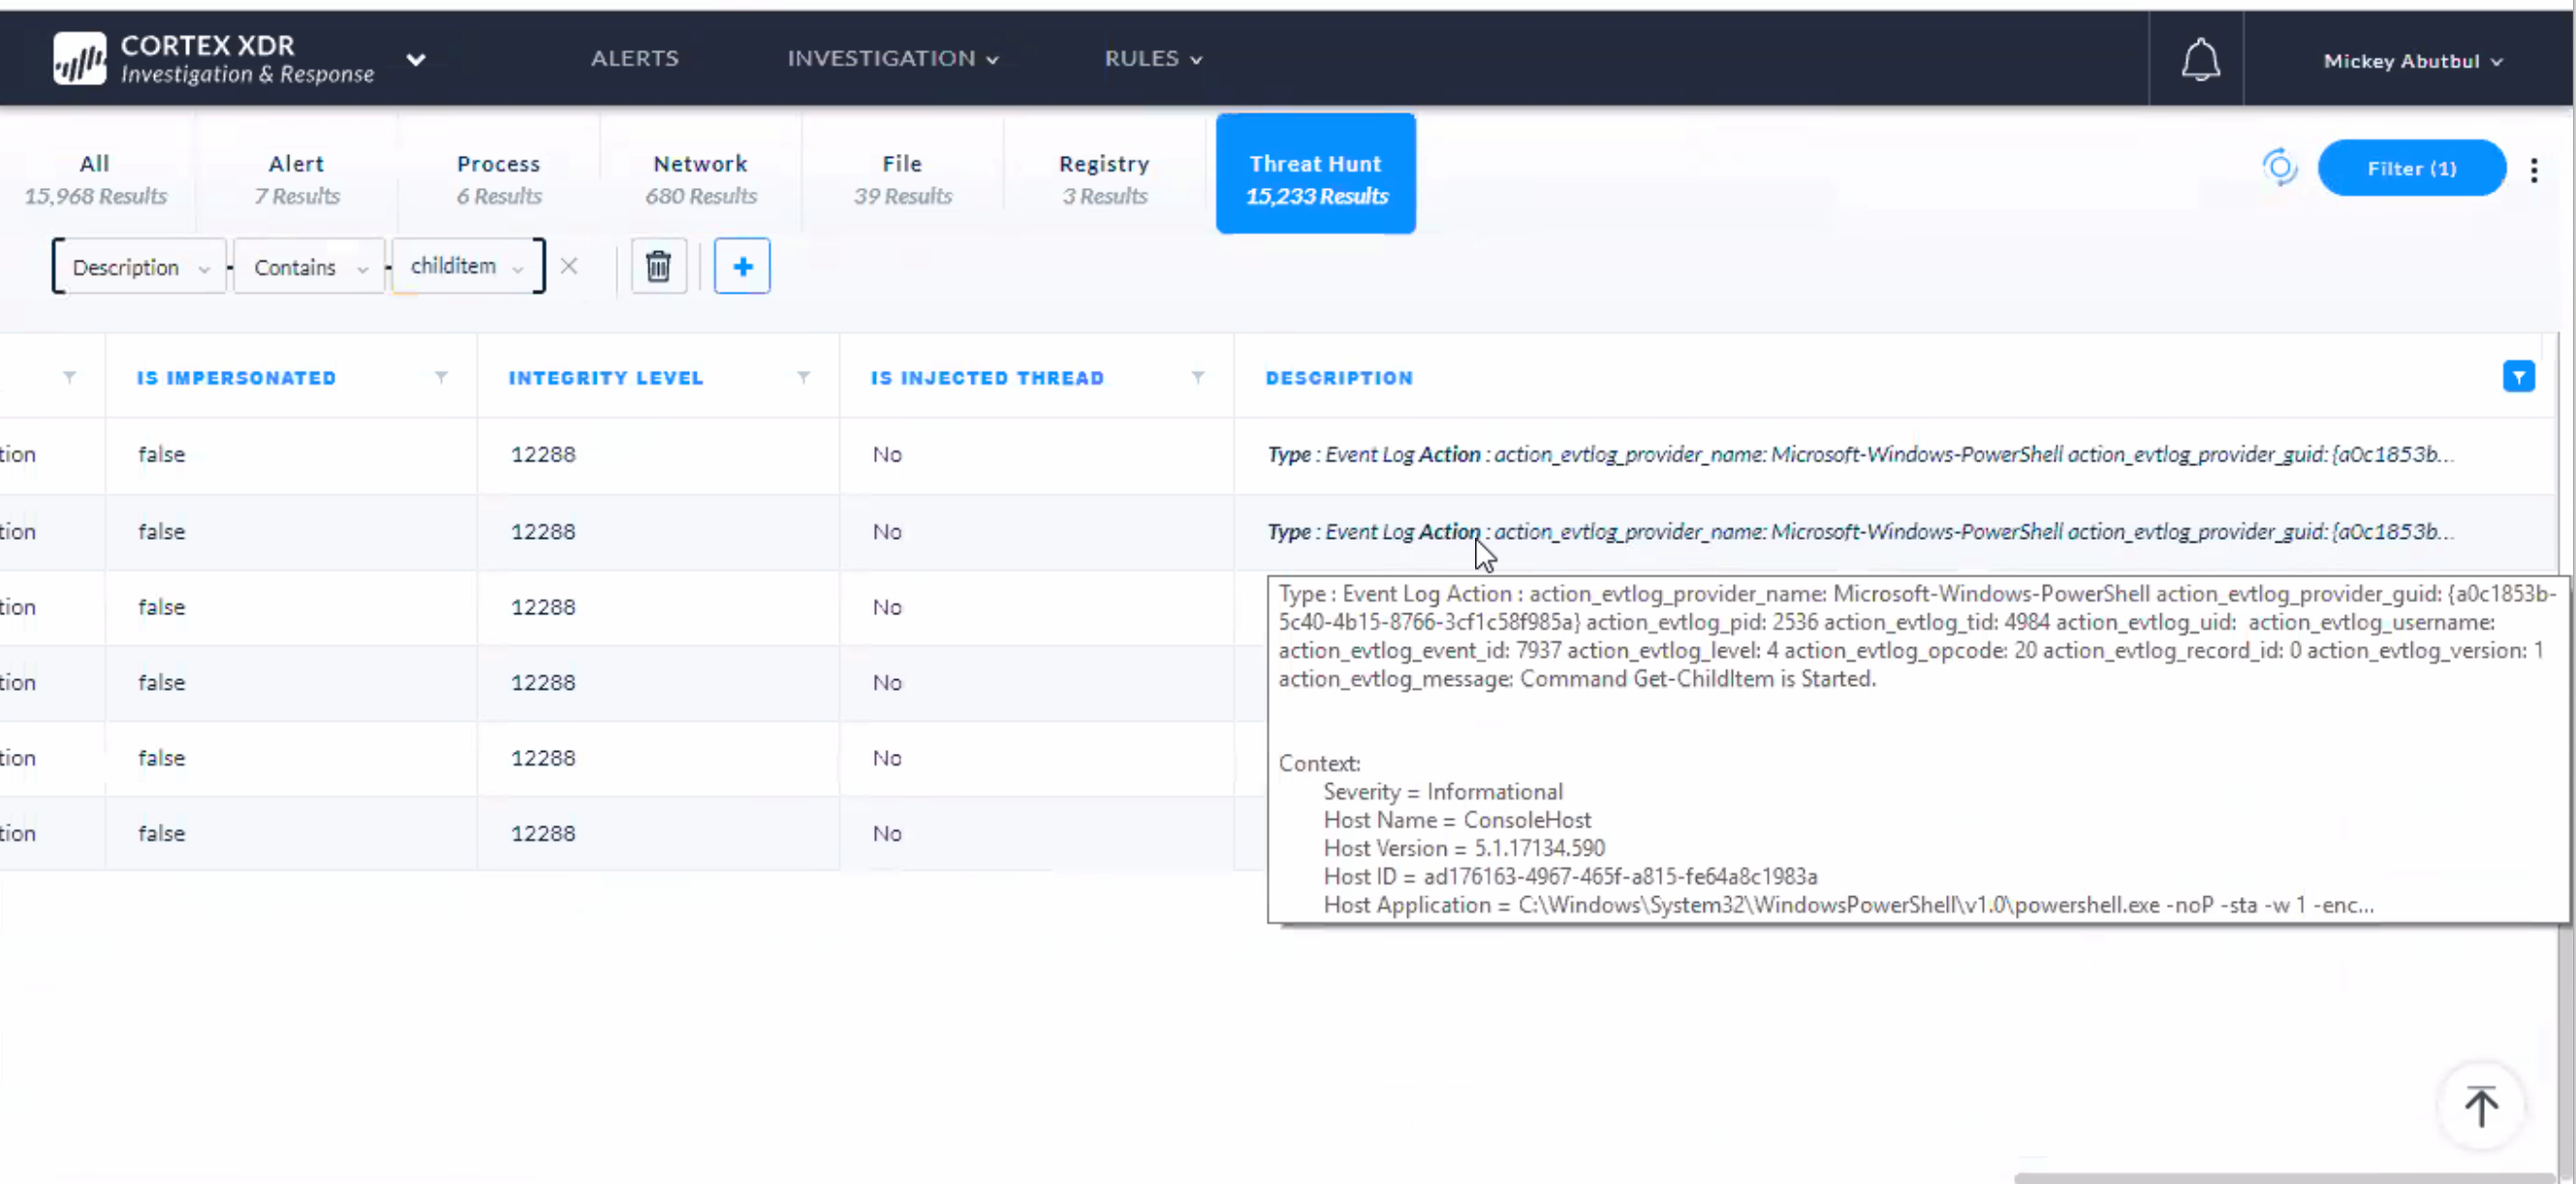 CORTEX XDR
Investigation & Response
ALERTS
INVESTIGATION
RULES
Mickey Abutbul
All
15,968 Results
Alert
7 Results
Process
6 Results
Network
680 Results
File
39 Results
Registry
3 Results
Threat Hunt
15,233 Results
Filter (1)
Description
Contains
childitem
IS IMPERSONATED
INTEGRITY LEVEL
IS INJECTED THREAD
DESCRIPTION
tion false 12288 No Type : Event Log Action : action_evtlog_provider_name: Microsoft-Windows-PowerShell action_evtlog_provider_guid: {a0c1853b...
tion false 12288 No Type : Event Log Action : action_evtlog_provider_name: Microsoft-Windows-PowerShell action_evtlog_provider_guid: {a0c1853b...
tion false 12288 No
tion false 12288 No
tion false 12288 No
tion false 12288 No
Type : Event Log Action : action_evtlog_provider_name: Microsoft-Windows-PowerShell action_evtlog_provider_guid: {a0c1853b-
5c40-4b15-8766-3cf1c58f985a} action_evtlog_pid: 2536 action_evtlog_tid: 4984 action_evtlog_uid: action_evtlog_username:
action_evtlog_event_id: 7937 action_evtlog_level: 4 action_evtlog_opcode: 20 action_evtlog_record_id: 0 action_evtlog_version: 1
action_evtlog_message: Command Get-ChildItem is Started.
Context:
Severity = Informational
Host Name = ConsoleHost
Host Version = 5.1.17134.590
Host ID = ad176163-4967-465f-a815-fe64a8c1983a
Host Application = C:\Windows\System32\WindowsPowerShell\v1.0\powershell.exe -noP -sta -w 1 -enc...